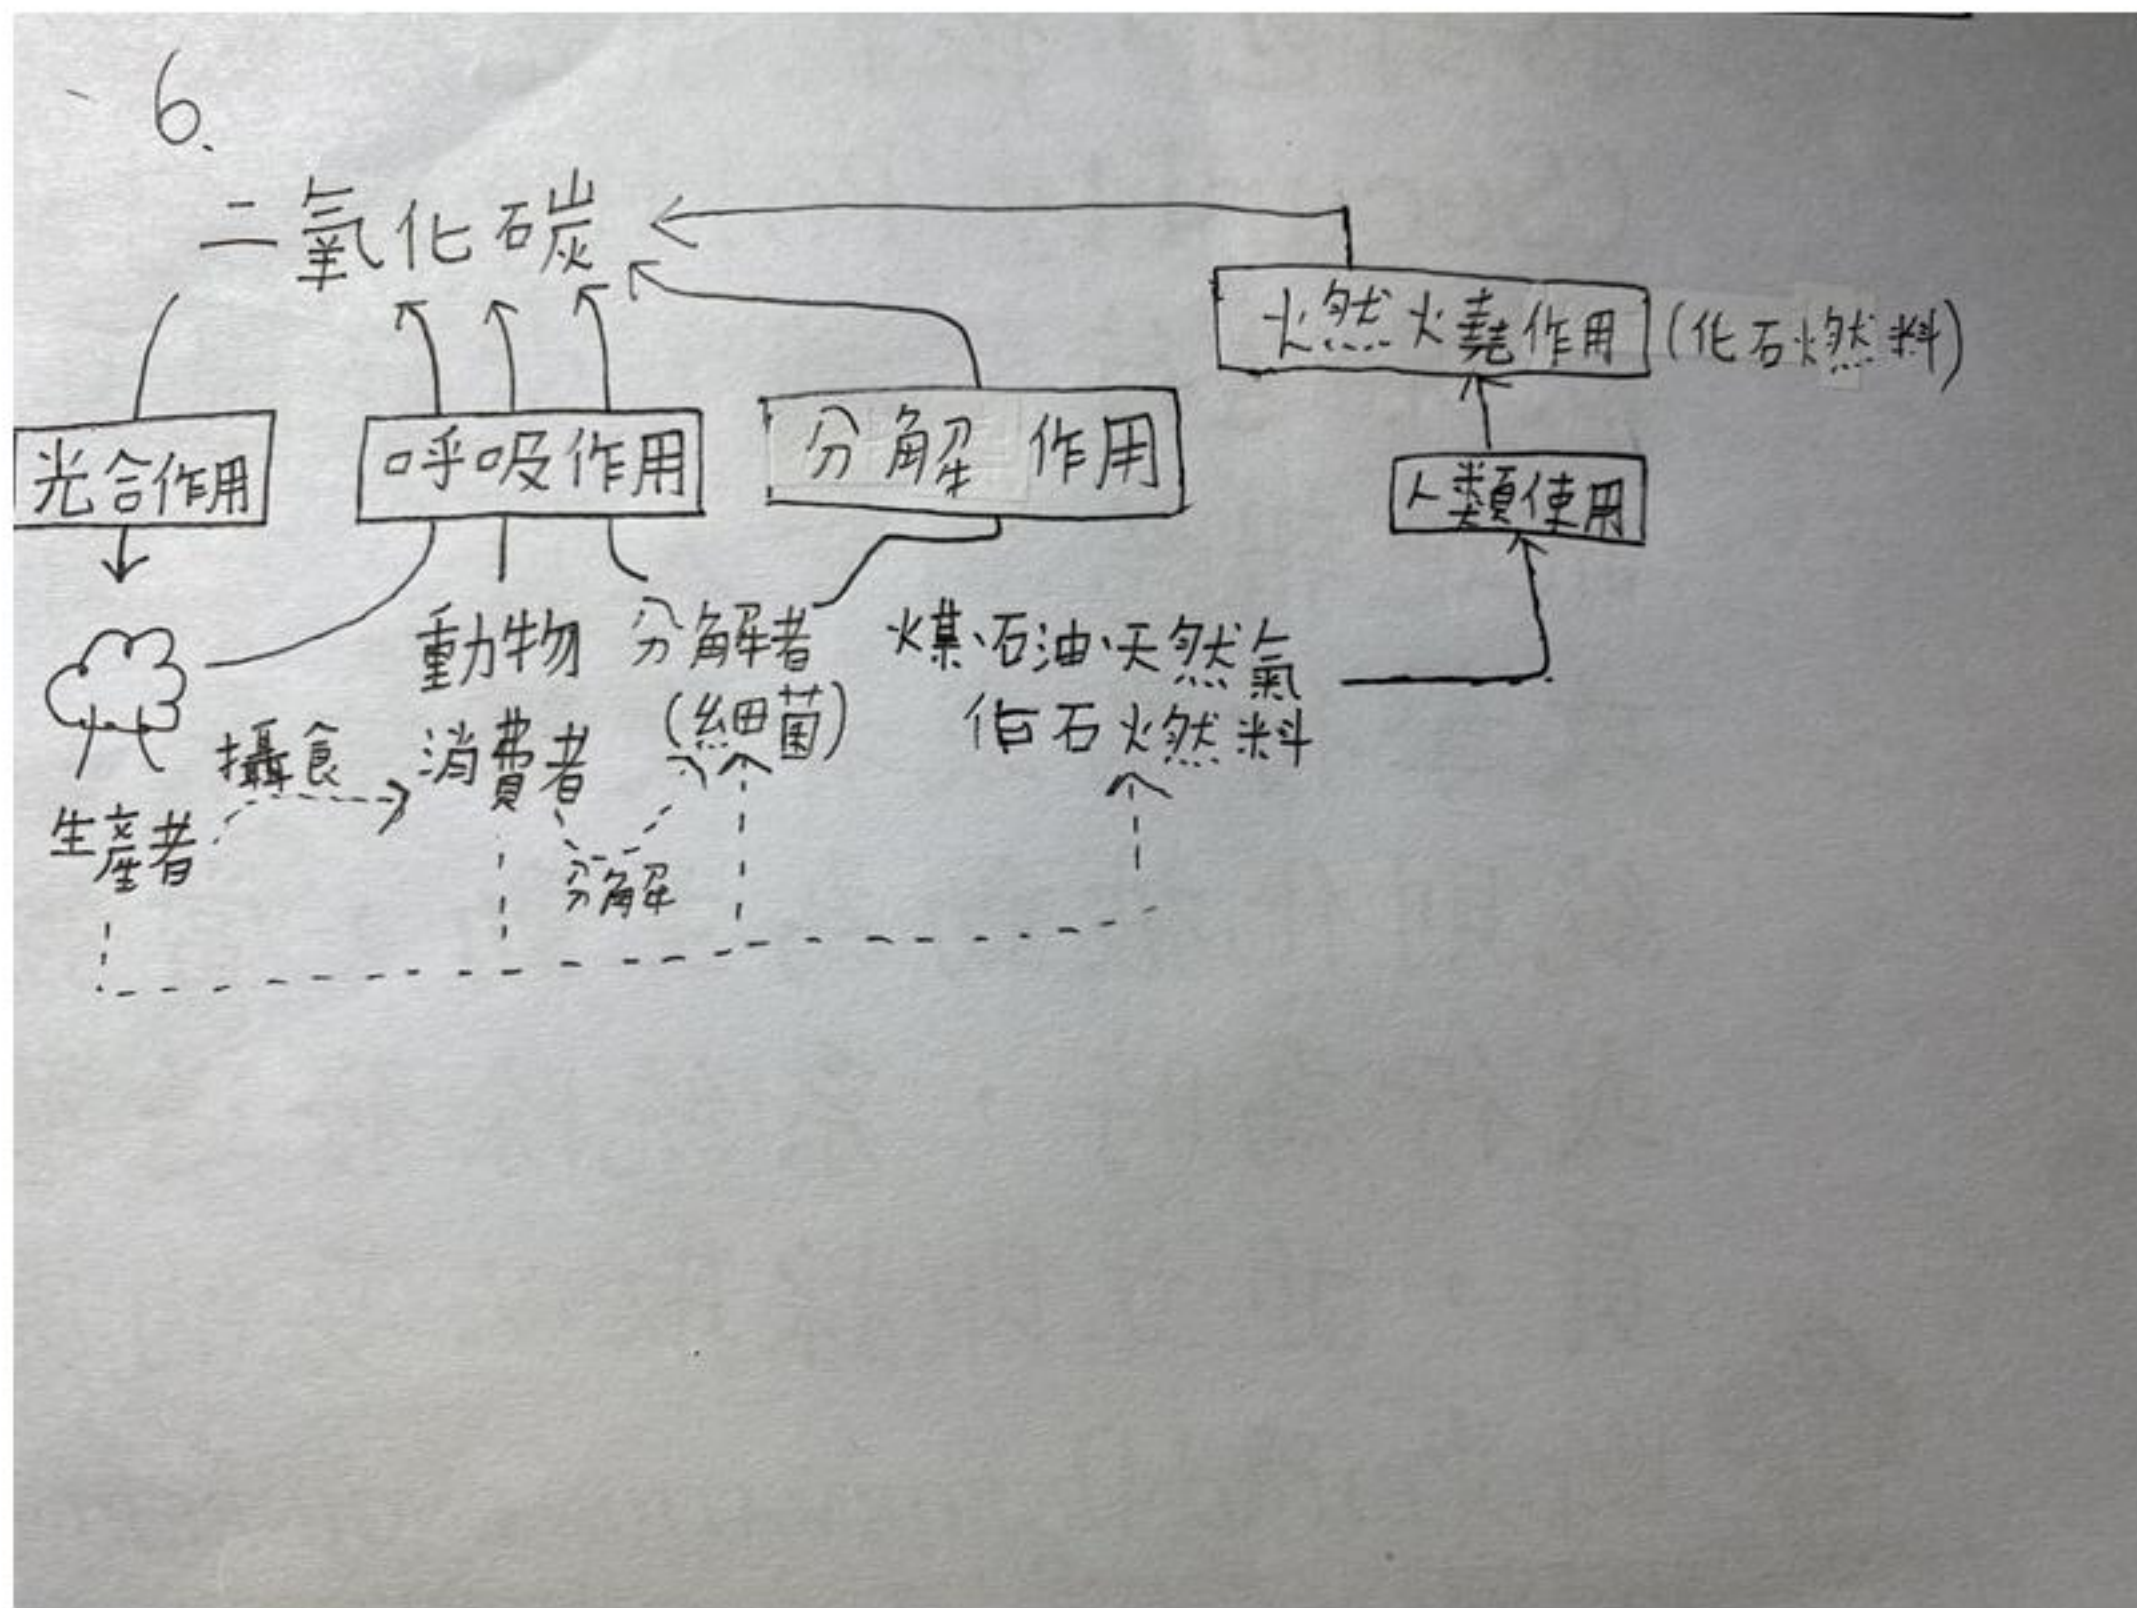 6.
二氧化碳
燃燒作用 (化石燃料)
光合作用
呼吸作用
分解作用
人類使用
動物
消費者
分解者
(細菌)
煤、石油、天然氣
化石燃料
攝食
生產者
分解